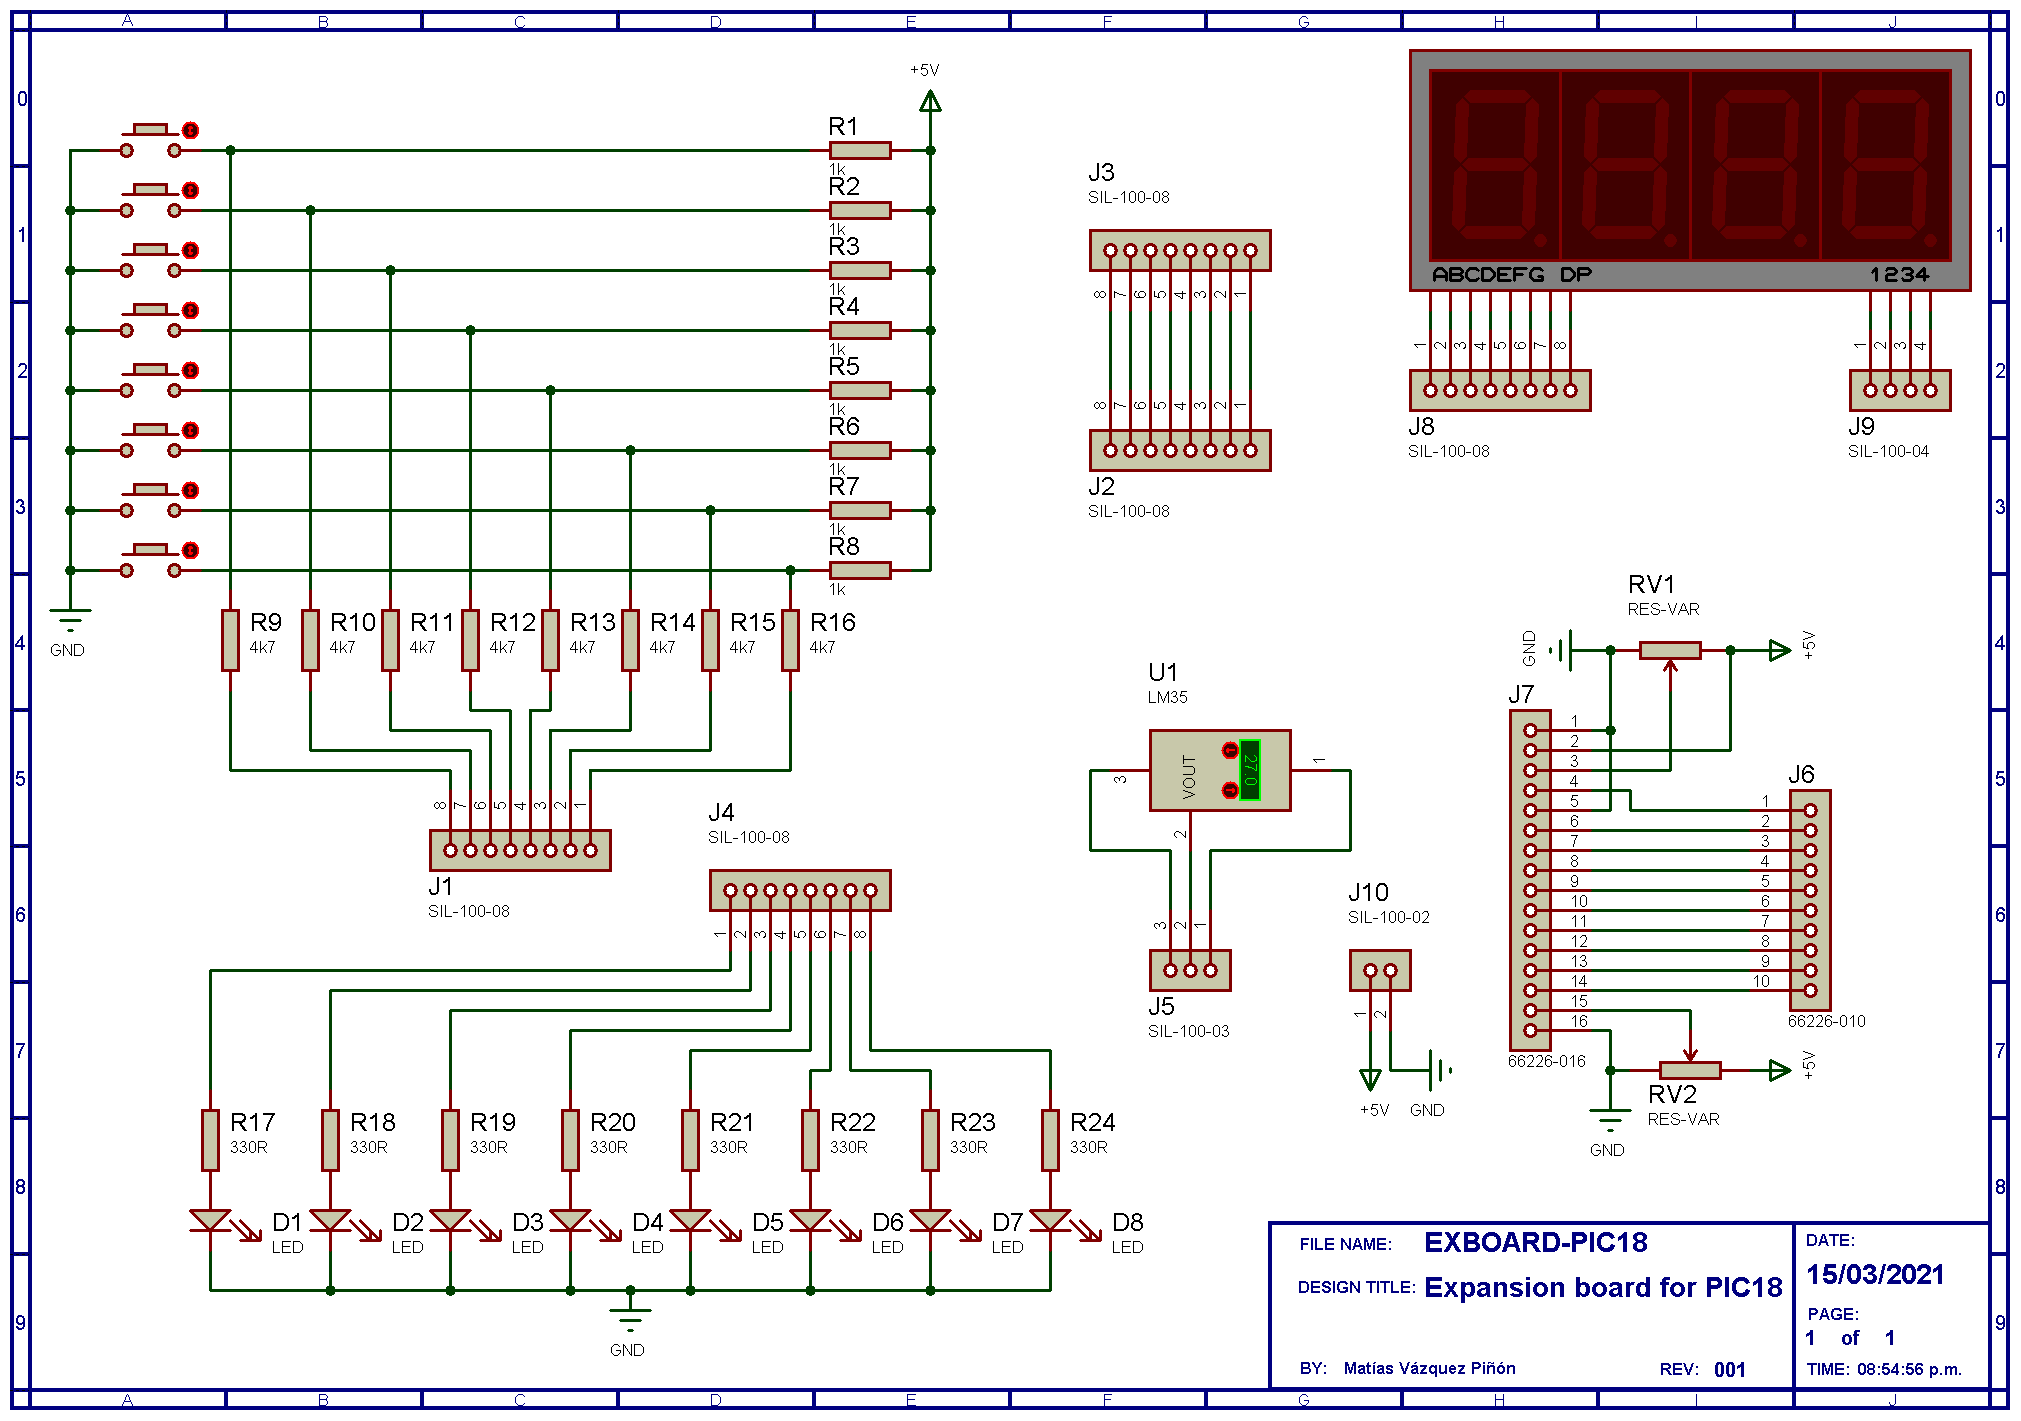 A B C D E F G H I J
0 0
1 1
2 2
3 3
4 4
5 5
6 6
7 7
8 8
9 9
+5V
R1
1k
R2
1k
R3
1k
R4
1k
R5
1k
R6
1k
R7
1k
R8
1k
GND
R9
4k7
R10
4k7
R11
4k7
R12
4k7
R13
4k7
R14
4k7
R15
4k7
R16
4k7
8 7 6 5 4 3 2 1
J1
SIL-100-08
J3
SIL-100-08
8 7 6 5 4 3 2 1
8 7 6 5 4 3 2 1
J2
SIL-100-08
ABCDEFG DP
1234
1 2 3 4 5 6 7 8
1 2 3 4
J8
SIL-100-08
J9
SIL-100-04
J4
SIL-100-08
1 2 3 4 5 6 7 8
R17
330R
R18
330R
R19
330R
R20
330R
R21
330R
R22
330R
R23
330R
R24
330R
D1
LED
D2
LED
D3
LED
D4
LED
D5
LED
D6
LED
D7
LED
D8
LED
GND
U1
LM35
3
VOUT
27.0
1
2
3 2 1
J5
SIL-100-03
J10
SIL-100-02
1 2
+5V
GND
RV1
RES-VAR
GND
+5V
J7
1
2
3
4
5
6
7
8
9
10
11
12
13
14
15
16
66226-016
J6
1
2
3
4
5
6
7
8
9
10
66226-010
+5V
RV2
RES-VAR
GND
FILE NAME: EXBOARD-PIC18
DESIGN TITLE: Expansion board for PIC18
BY: Matías Vázquez Piñón
REV: 001
DATE:
15/03/2021
PAGE:
1 of 1
TIME: 08:54:56 p.m.
A B C D E F G H I J